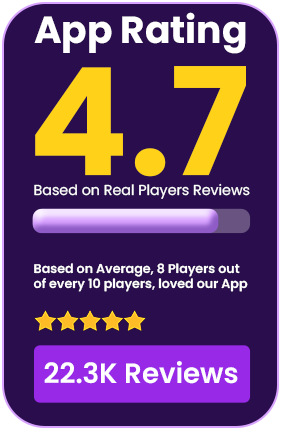 App Rating
4.7
Based on Real Players Reviews
Based on Average, 8 Players out
of every 10 players, loved our App
22.3K Reviews